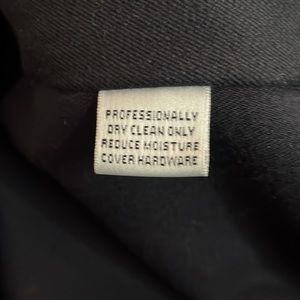 PROFESSIONALLY
DRY CLEAN ONLY
REDUCE MOISTURE
COVER HARDWARE